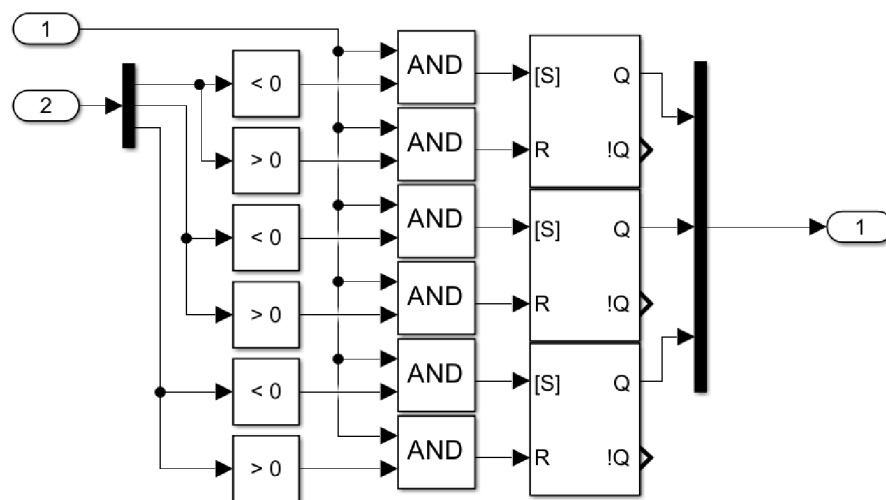 1
2
< 0
> 0
< 0
> 0
< 0
> 0
AND
AND
AND
AND
AND
AND
[S] Q
R !Q
[S] Q
R !Q
[S] Q
R !Q
1